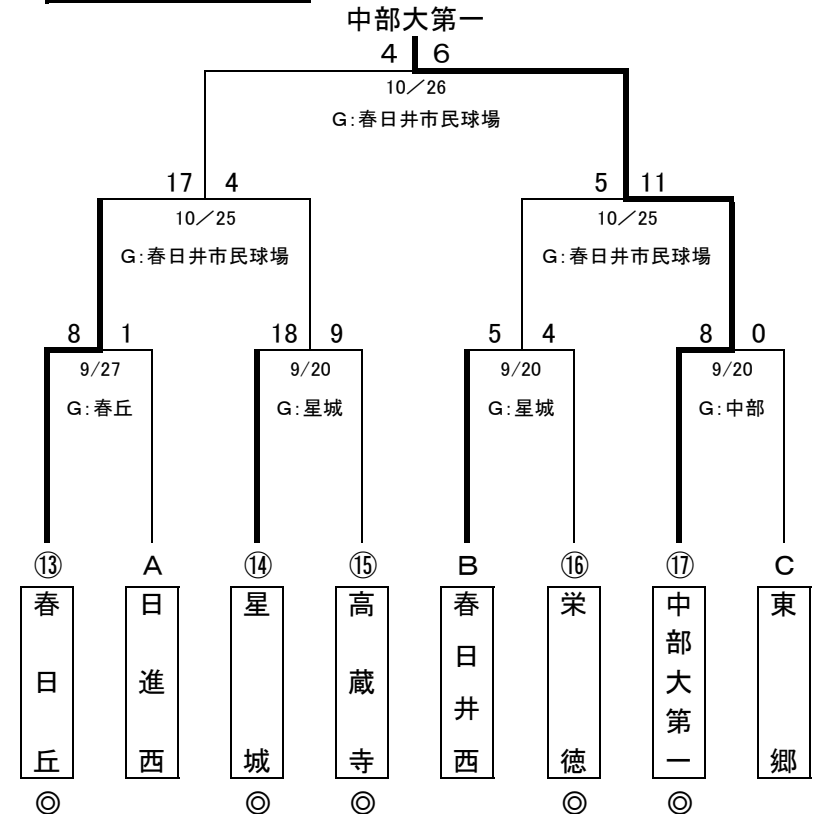 中部大第一
4 6
10／26
G：春日井市民球場
17 4 5 11
10／25 10／25
G：春日井市民球場 G：春日井市民球場
8 1 18 9 5 4 8 0
9/27 9/20 9/20 9/20
G：春丘 G：星城 G：星城 G：中部
⑬ A ⑭ ⑮ B ⑯ ⑰ C
春日丘
日進西
星城
高蔵寺
春日井西
栄徳
中部大第一
東郷
◎ ◎ ◎ ◎ ◎